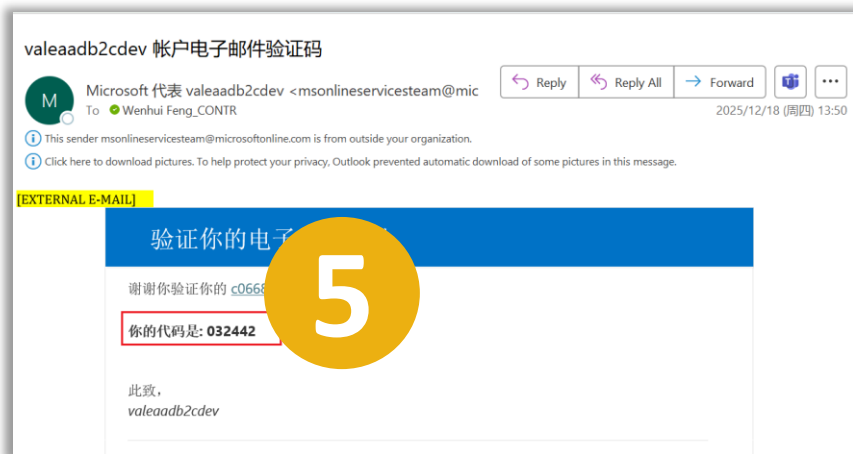 valeaadb2cdev 帐户电子邮件验证码
Microsoft 代表 valeaadb2cdev <msonlineservicesteam@mic
Reply
Reply All
Forward
M
To Wenhui Feng_CONTR
2025/12/18 (周四) 13:50
This sender msonlineservicesteam@microsoftonline.com is from outside your organization.
Click here to download pictures. To help protect your privacy, Outlook prevented automatic download of some pictures in this message.
[EXTERNAL E-MAIL]
验证你的电子
谢谢你验证你的 c0668
5
你的代码是: 032442
此致，
valeaadb2cdev